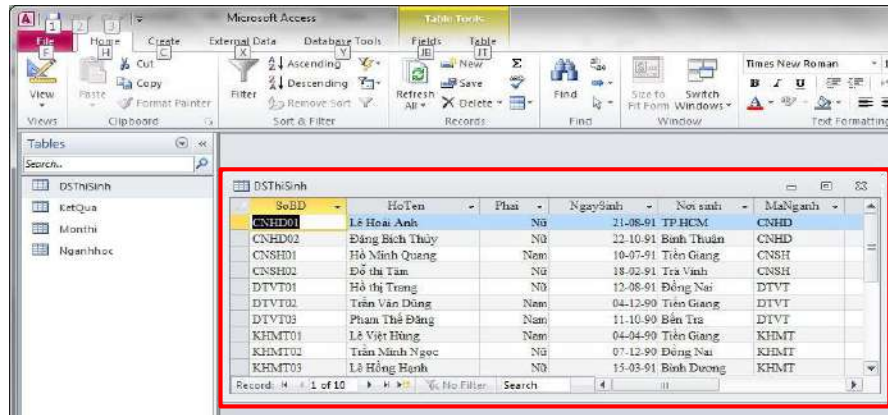 A 1 2 3 Microsoft Access Table Tools
File Home Create External Data Database Tools Fields Table
F H C X Y JB JT
Cut Ascending New Σ Times New Roman
Copy Descending Save
View Paste Format Painter Filter Remove Sort Refresh All Delete Find Size to Fit Form Switch Windows B I U
Views Clipboard Sort & Filter Records Find Window Text Formatting
Tables
Search..
DSThiSinh
KetQua
Monthi
Nganhhoc
DSThiSinh
SoBD HoTen Phai NgaySinh Nơi sinh MaNganh
CNHD01 Lê Hoài Anh Nữ 21-08-91 TP.HCM CNHD
CNHD02 Đặng Bích Thủy Nữ 22-10-91 Bình Thuận CNHD
CNSH01 Hồ Minh Quang Nam 10-07-91 Tiền Giang CNSH
CNSH02 Đỗ thị Tâm Nữ 18-02-91 Trà Vinh CNSH
DTVT01 Hồ thị Trang Nữ 12-08-91 Đồng Nai DTVT
DTVT02 Trần Văn Dũng Nam 04-12-90 Tiền Giang DTVT
DTVT03 Phạm Thế Đăng Nam 11-10-90 Bến Tre DTVT
KHMT01 Lê Việt Hùng Nam 04-04-90 Tiền Giang KHMT
KHMT02 Trần Minh Ngọc Nữ 07-12-90 Đồng Nai KHMT
KHMT03 Lê Hồng Hạnh Nữ 15-03-91 Bình Dương KHMT
Record: 1 of 10 No Filter Search